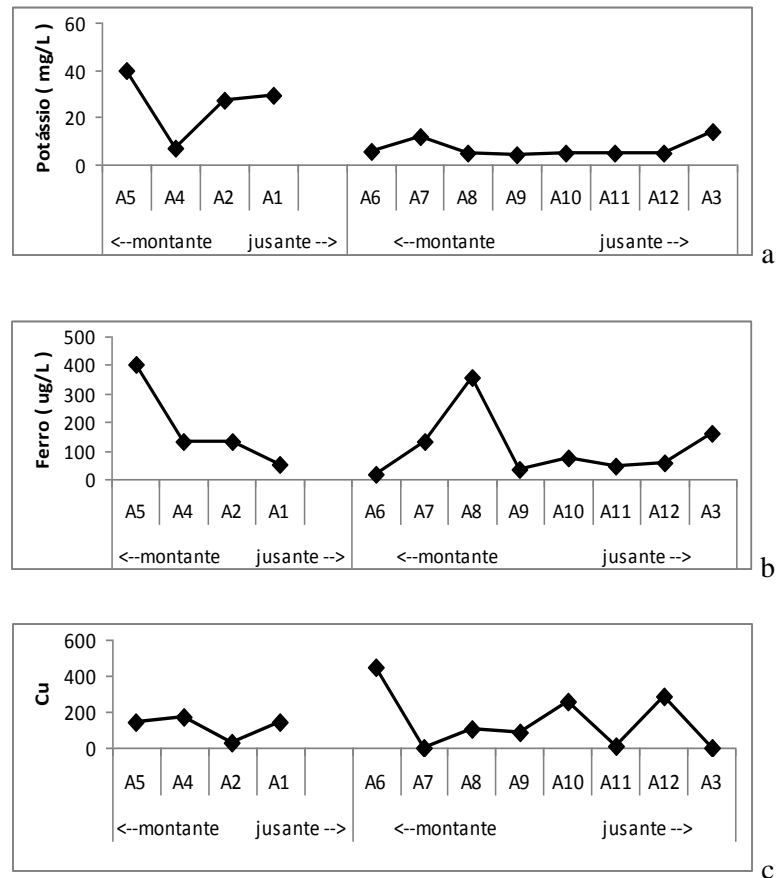 Potássio ( mg/L)
60
40
20
0
A5 A4 A2 A1 A6 A7 A8 A9 A10 A11 A12 A3
<--montante jusante --> <--montante jusante -->
a
Ferro ( ug/L )
500
400
300
200
100
0
A5 A4 A2 A1 A6 A7 A8 A9 A10 A11 A12 A3
<--montante jusante --> <--montante jusante -->
b
Cu
600
400
200
0
A5 A4 A2 A1 A6 A7 A8 A9 A10 A11 A12 A3
<--montante jusante --> <--montante jusante -->
c